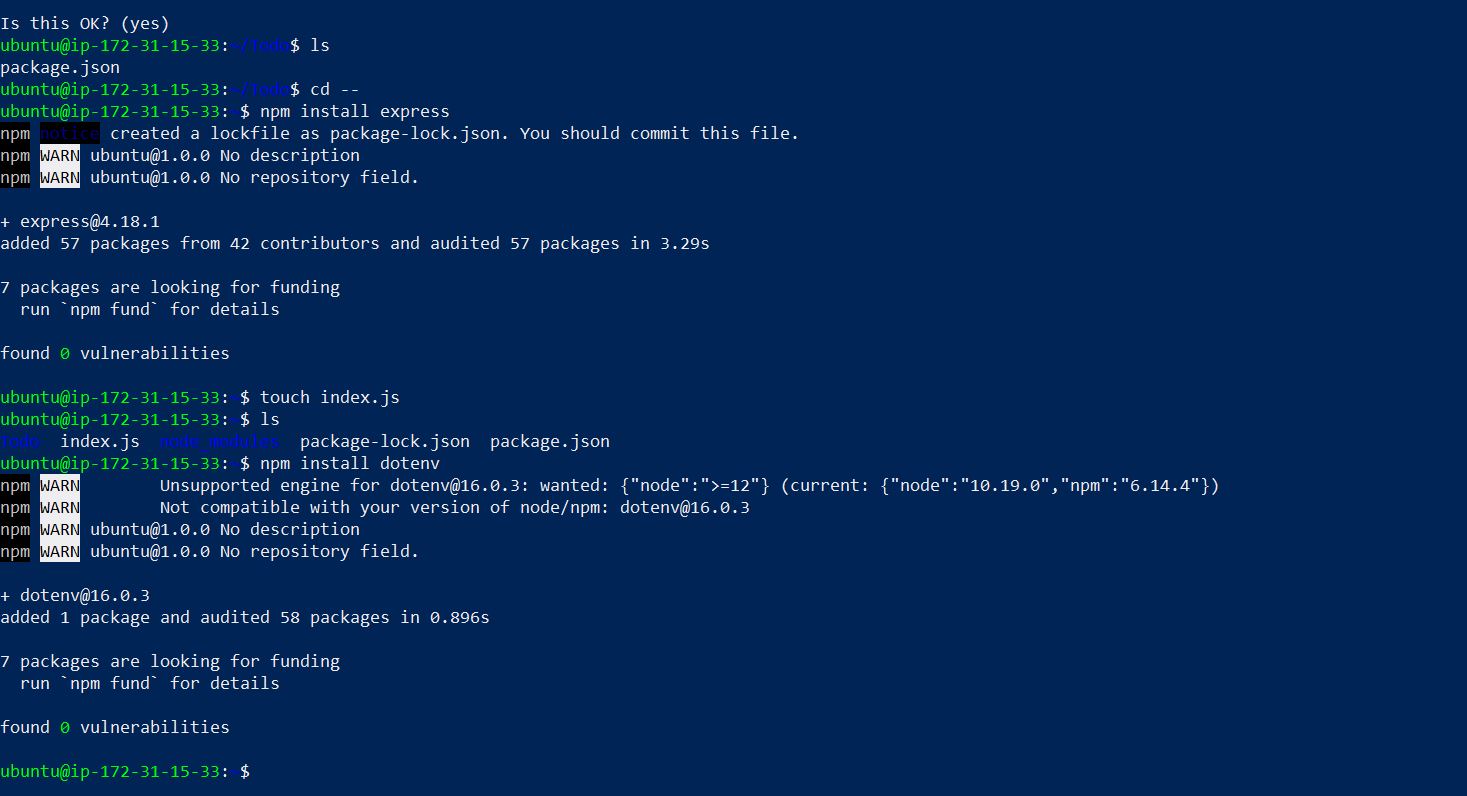 Is this OK? (yes)
ubuntu@ip-172-31-15-33:~/Todo$ ls
package.json
ubuntu@ip-172-31-15-33:~/Todo$ cd --
ubuntu@ip-172-31-15-33:~$ npm install express
npm notice created a lockfile as package-lock.json. You should commit this file.
npm WARN ubuntu@1.0.0 No description
npm WARN ubuntu@1.0.0 No repository field.
+ express@4.18.1
added 57 packages from 42 contributors and audited 57 packages in 3.29s
7 packages are looking for funding
run `npm fund` for details
found 0 vulnerabilities
ubuntu@ip-172-31-15-33:~$ touch index.js
ubuntu@ip-172-31-15-33:~$ ls
Todo index.js node_modules package-lock.json package.json
ubuntu@ip-172-31-15-33:~$ npm install dotenv
npm WARN Unsupported engine for dotenv@16.0.3: wanted: {"node":">=12"} (current: {"node":"10.19.0","npm":"6.14.4"})
npm WARN Not compatible with your version of node/npm: dotenv@16.0.3
npm WARN ubuntu@1.0.0 No description
npm WARN ubuntu@1.0.0 No repository field.
+ dotenv@16.0.3
added 1 package and audited 58 packages in 0.896s
7 packages are looking for funding
run `npm fund` for details
found 0 vulnerabilities
ubuntu@ip-172-31-15-33:~$